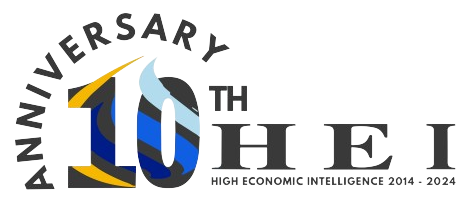 ANNIVERSARY
10TH
HEI
HIGH ECONOMIC INTELLIGENCE 2014 - 2024